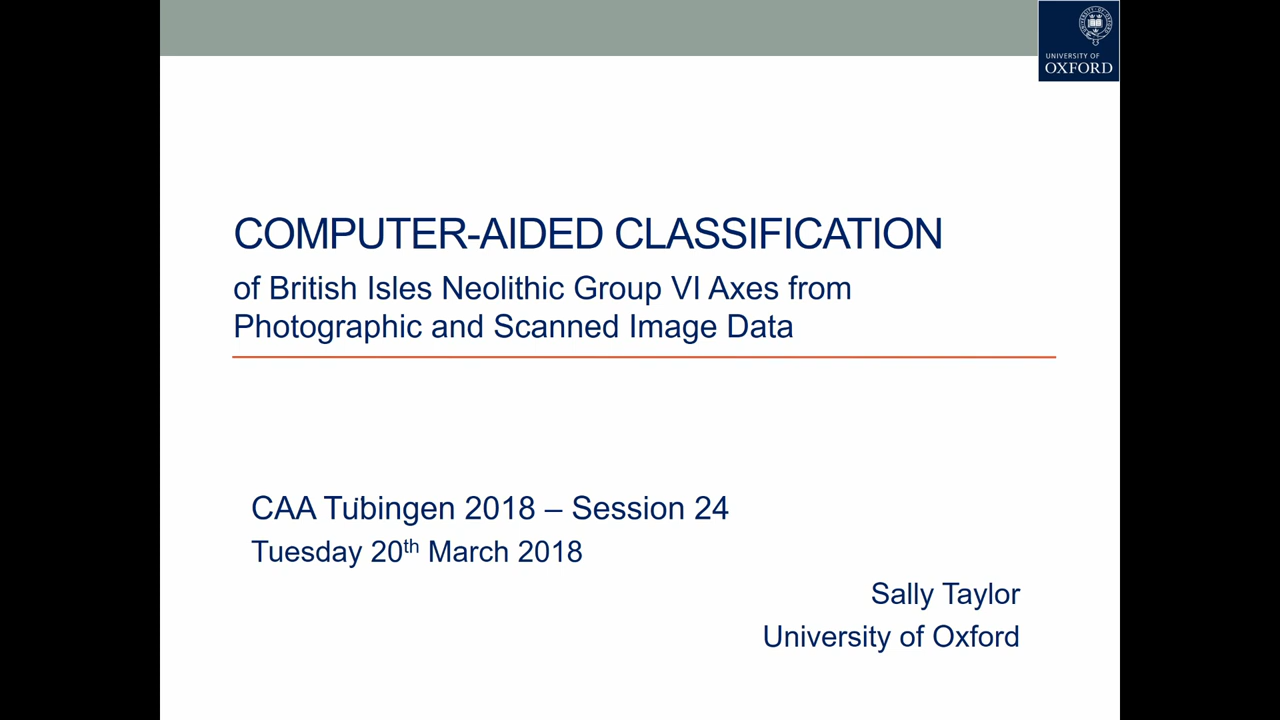 UNIVERSITY OF
OXFORD
COMPUTER-AIDED CLASSIFICATION
of British Isles Neolithic Group VI Axes from
Photographic and Scanned Image Data
CAA Tübingen 2018 – Session 24
Tuesday 20th March 2018
Sally Taylor
University of Oxford